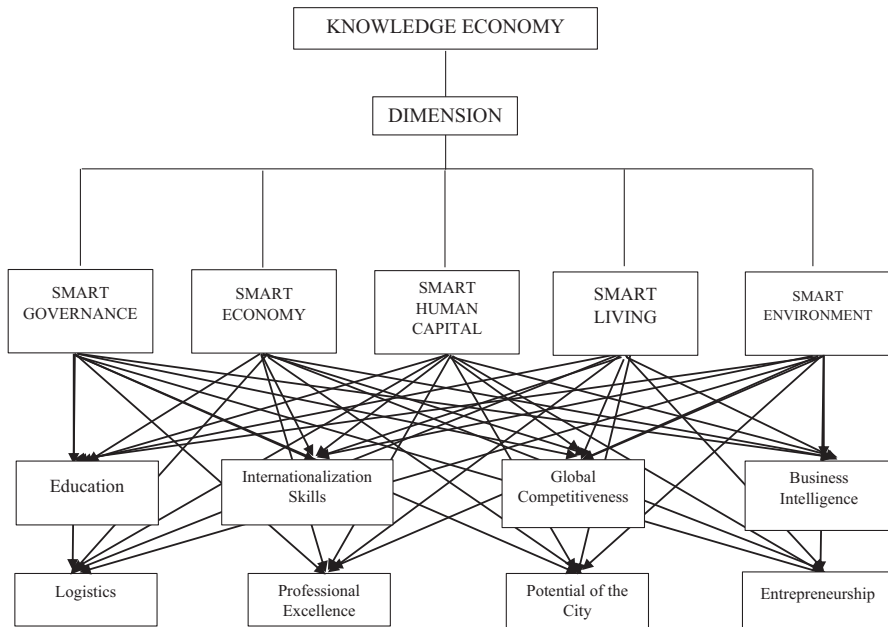 KNOWLEDGE ECONOMY
DIMENSION
SMART
GOVERNANCE
SMART
ECONOMY
SMART
HUMAN
CAPITAL
SMART
LIVING
SMART
ENVIRONMENT
Education
Internationalization
Skills
Global
Competitiveness
Business
Intelligence
Logistics
Professional
Excellence
Potential of the
City
Entrepreneurship